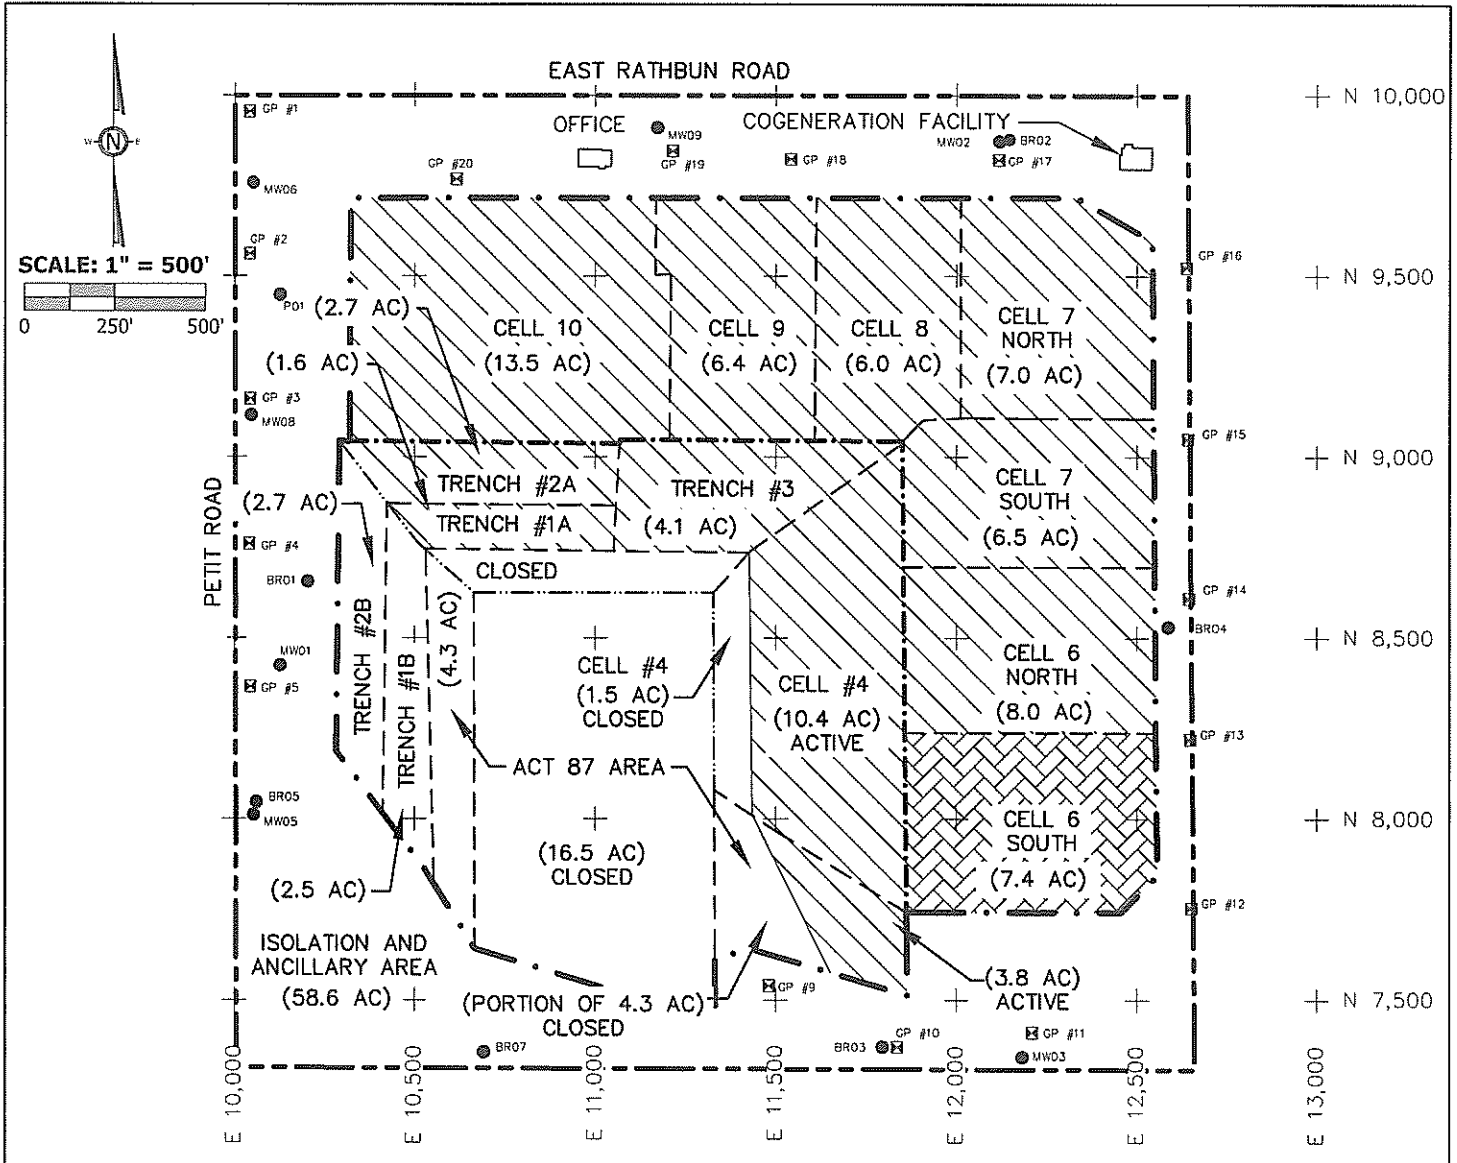 EAST RATHBUN ROAD
N 10,000
GP #1
OFFICE
MW09
COGENERATION FACILITY
MW02
BR02
GP #20
GP #19
GP #18
GP #17
N
W
E
MW06
GP #2
GP #16
SCALE: 1" = 500'
0
250'
500'
N 9,500
P01
(2.7 AC)
CELL 10
(13.5 AC)
CELL 9
(6.4 AC)
CELL 8
(6.0 AC)
CELL 7
NORTH
(7.0 AC)
(1.6 AC)
GP #3
MW08
GP #15
N 9,000
TRENCH #2A
TRENCH #3
(4.1 AC)
CELL 7
SOUTH
(6.5 AC)
(2.7 AC)
TRENCH #1A
PETIT ROAD
GP #4
CLOSED
BR01
GP #14
BR04
N 8,500
TRENCH #2B
TRENCH #1B
(4.3 AC)
MW01
GP #5
CELL #4
(1.5 AC)
CLOSED
CELL #4
(10.4 AC)
ACTIVE
CELL 6
NORTH
(8.0 AC)
GP #13
ACT 87 AREA
BR05
MW05
N 8,000
CELL 6
SOUTH
(7.4 AC)
(16.5 AC)
CLOSED
(2.5 AC)
GP #12
ISOLATION AND
ANCILLARY AREA
(58.6 AC)
(PORTION OF 4.3 AC)
CLOSED
GP #9
(3.8 AC)
ACTIVE
N 7,500
BR07
BR03
GP #10
GP #11
MW03
E 10,000
E 10,500
E 11,000
E 11,500
E 12,000
E 12,500
E 13,000